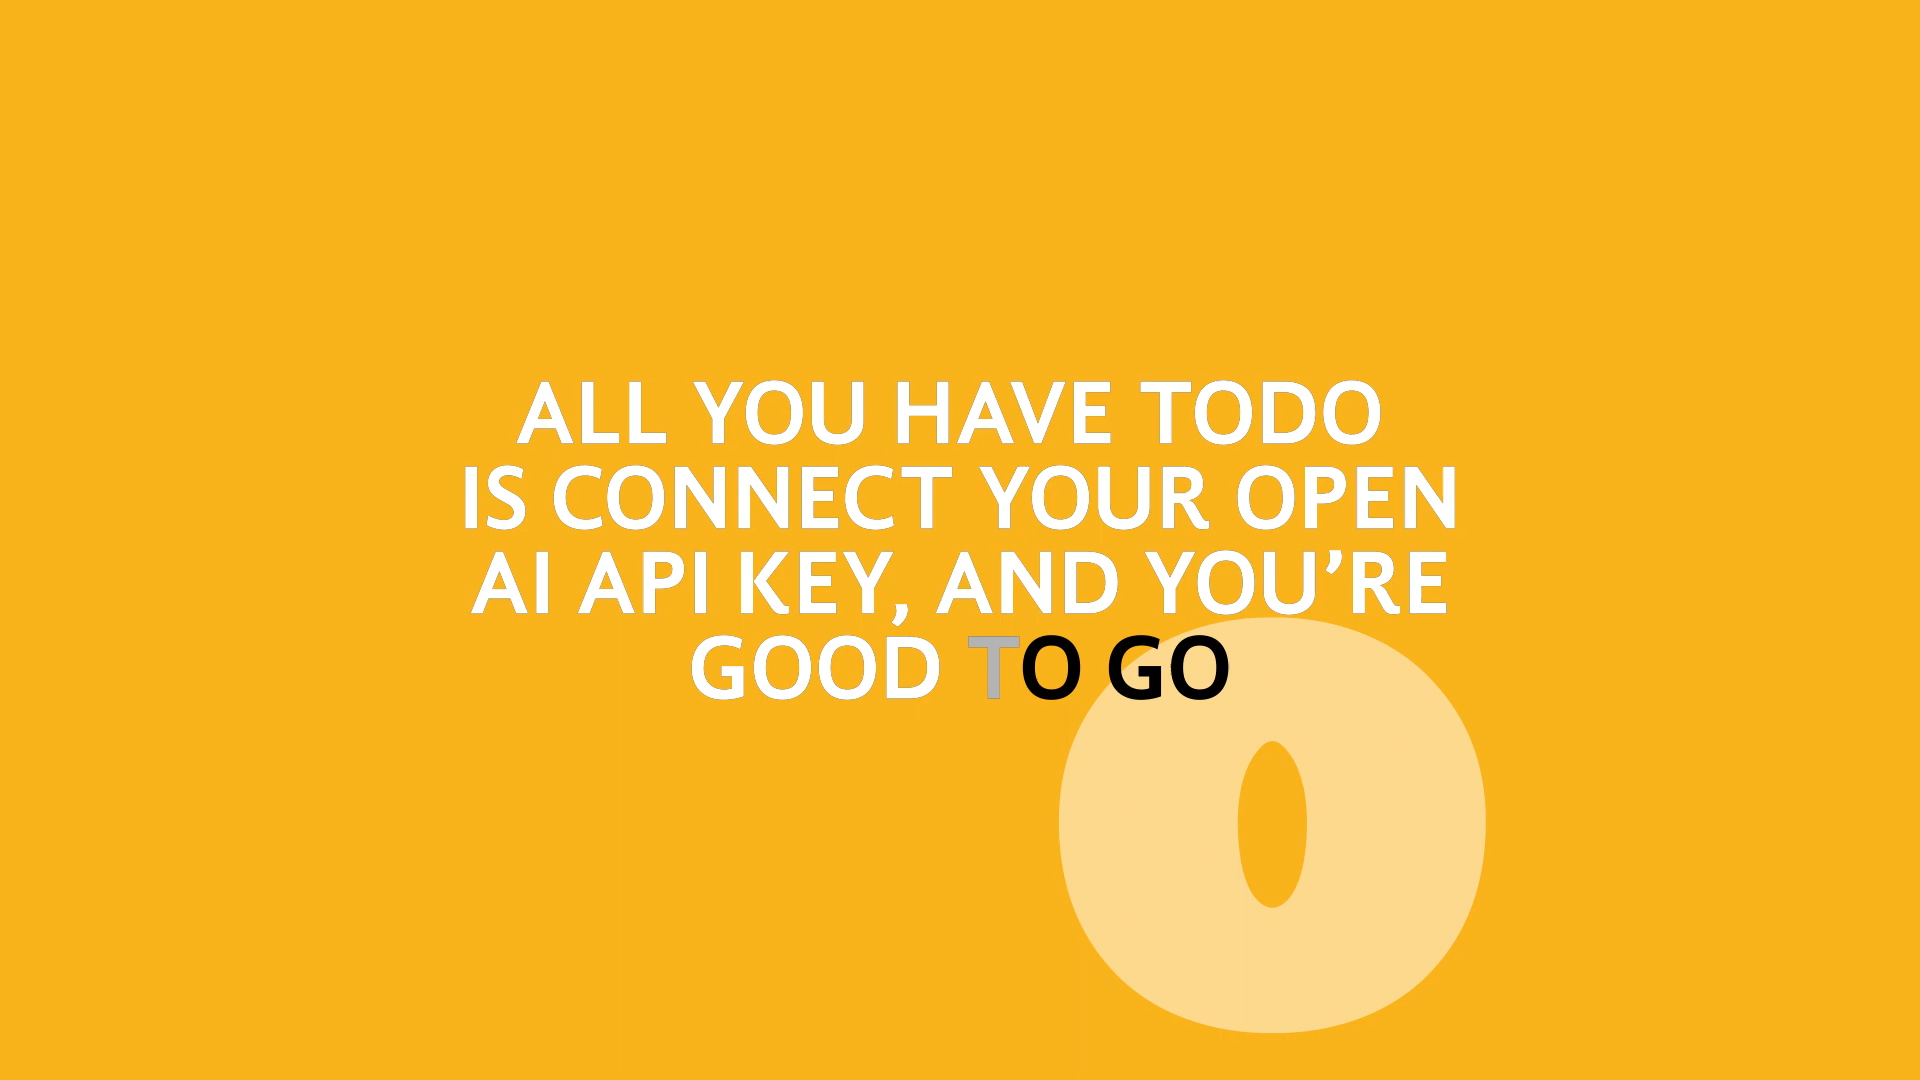 ALL YOU HAVE TODO
IS CONNECT YOUR OPEN
AI API KEY, AND YOU’RE
GOOD TO GO
O